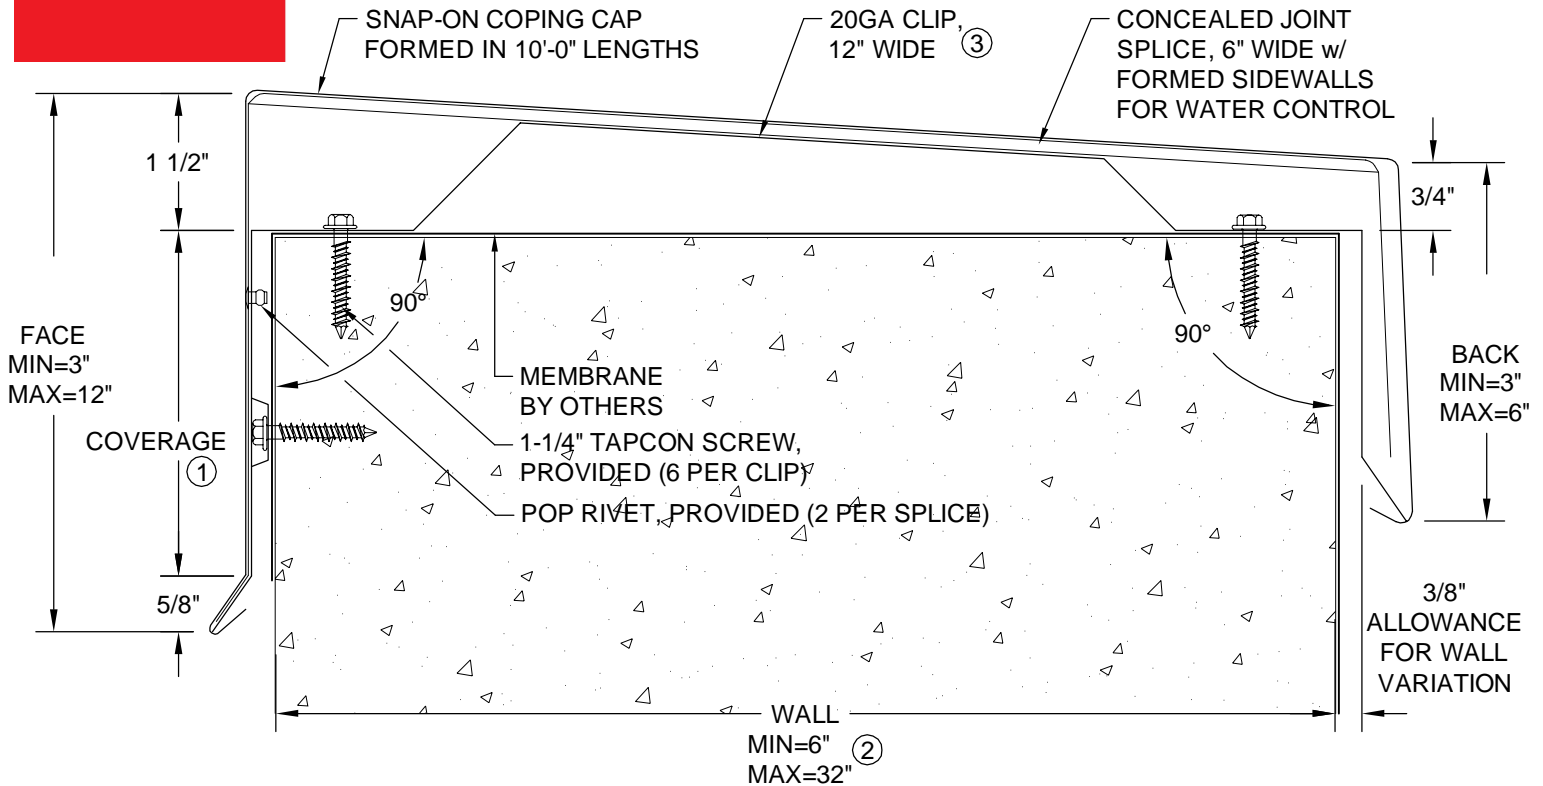 SNAP-ON COPING CAP
FORMED IN 10'-0" LENGTHS
20GA CLIP,
12" WIDE
3
CONCEALED JOINT
SPLICE, 6" WIDE w/
FORMED SIDEWALLS
FOR WATER CONTROL
1 1/2"
3/4"
90°
90°
FACE
MIN=3"
MAX=12"
BACK
MIN=3"
MAX=6"
MEMBRANE
BY OTHERS
COVERAGE
1
1-1/4" TAPCON SCREW,
PROVIDED (6 PER CLIP)
POP RIVET, PROVIDED (2 PER SPLICE)
5/8"
3/8"
ALLOWANCE
FOR WALL
VARIATION
WALL
MIN=6"
MAX=32"
2